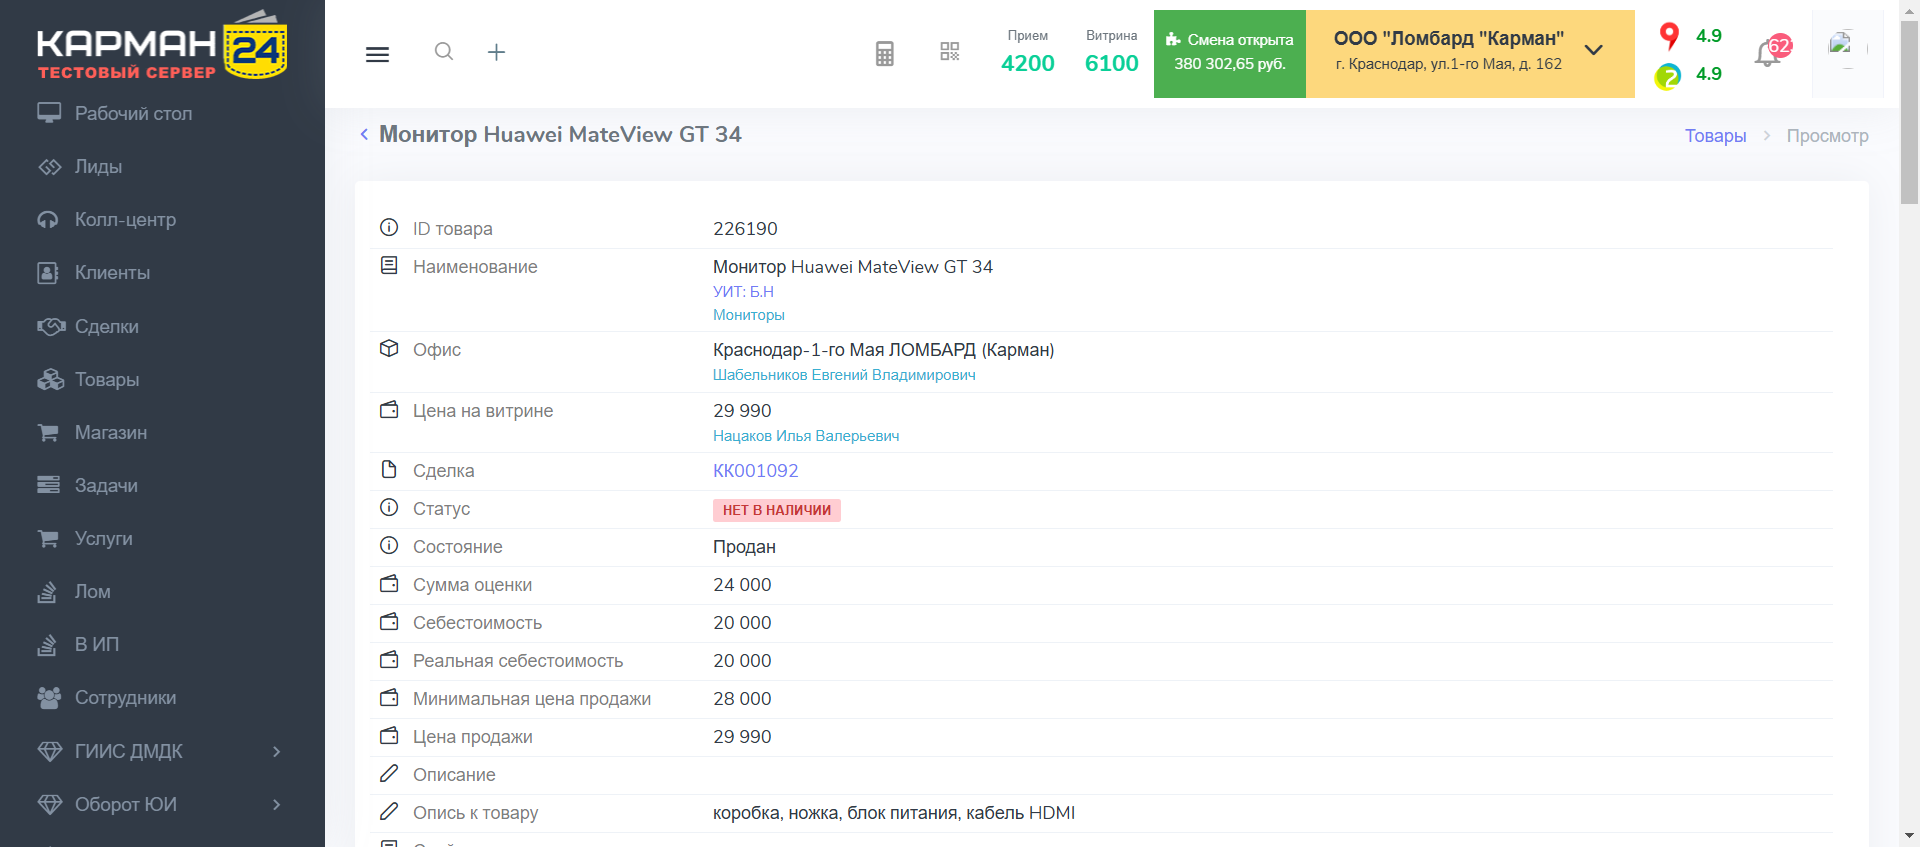 КАРМАН 24
ТЕСТОВЫЙ СЕРВЕР
Рабочий стол
Лиды
Колл-центр
Клиенты
Сделки
Товары
Магазин
Задачи
Услуги
Лом
В ИП
Сотрудники
ГИИС ДМДК
Оборот ЮИ
Прием
4200
Витрина
6100
Смена открыта
380 302,65 руб.
ООО "Ломбард "Карман"
г. Краснодар, ул.1-го Мая, д. 162
4.9
2 4.9
62
Монитор Huawei MateView GT 34
Товары Просмотр
ID товара 226190
Наименование Монитор Huawei MateView GT 34
УИТ: Б.Н
Мониторы
Офис Краснодар-1-го Мая ЛОМБАРД (Карман)
Шабельников Евгений Владимирович
Цена на витрине 29 990
Нацаков Илья Валерьевич
Сделка КК001092
Статус НЕТ В НАЛИЧИИ
Состояние Продан
Сумма оценки 24 000
Себестоимость 20 000
Реальная себестоимость 20 000
Минимальная цена продажи 28 000
Цена продажи 29 990
Описание
Опись к товару коробка, ножка, блок питания, кабель HDMI